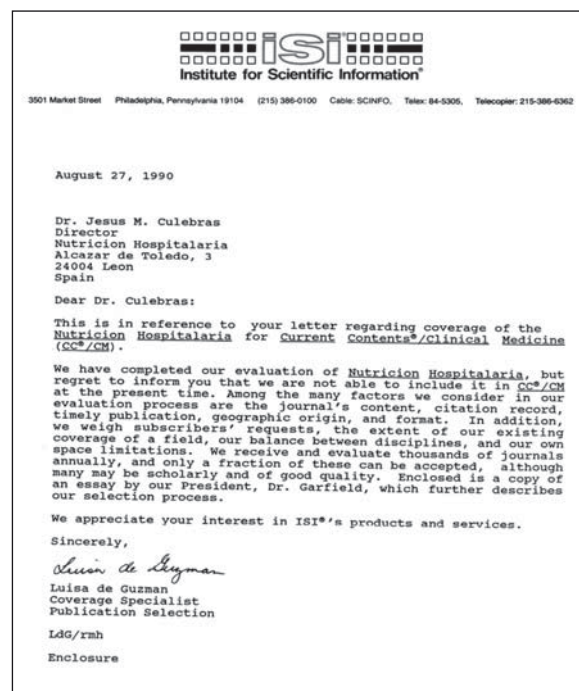 ISI®
Institute for Scientific Information®
3501 Market Street Philadelphia, Pennsylvania 19104 (215) 386-0100 Cable: SCINFO, Telex: 84-5305, Telecopier: 215-386-6362
August 27, 1990
Dr. Jesus M. Culebras
Director
Nutricion Hospitalaria
Alcazar de Toledo, 3
24004 Leon
Spain
Dear Dr. Culebras:
This is in reference to your letter regarding coverage of the
Nutricion Hospitalaria for Current Contents®/Clinical Medicine
(CC®/CM).
We have completed our evaluation of Nutricion Hospitalaria, but
regret to inform you that we are not able to include it in CC®/CM
at the present time. Among the many factors we consider in our
evaluation process are the journal's content, citation record,
timely publication, geographic origin, and format. In addition,
we weigh subscribers' requests, the extent of our existing
coverage of a field, our balance between disciplines, and our own
space limitations. We receive and evaluate thousands of journals
annually, and only a fraction of these can be accepted, although
many may be scholarly and of good quality. Enclosed is a copy of
an essay by our President, Dr. Garfield, which further describes
our selection process.
We appreciate your interest in ISI®'s products and services.
Sincerely,
Luisa de Guzman
Luisa de Guzman
Coverage Specialist
Publication Selection
LdG/rmh
Enclosure